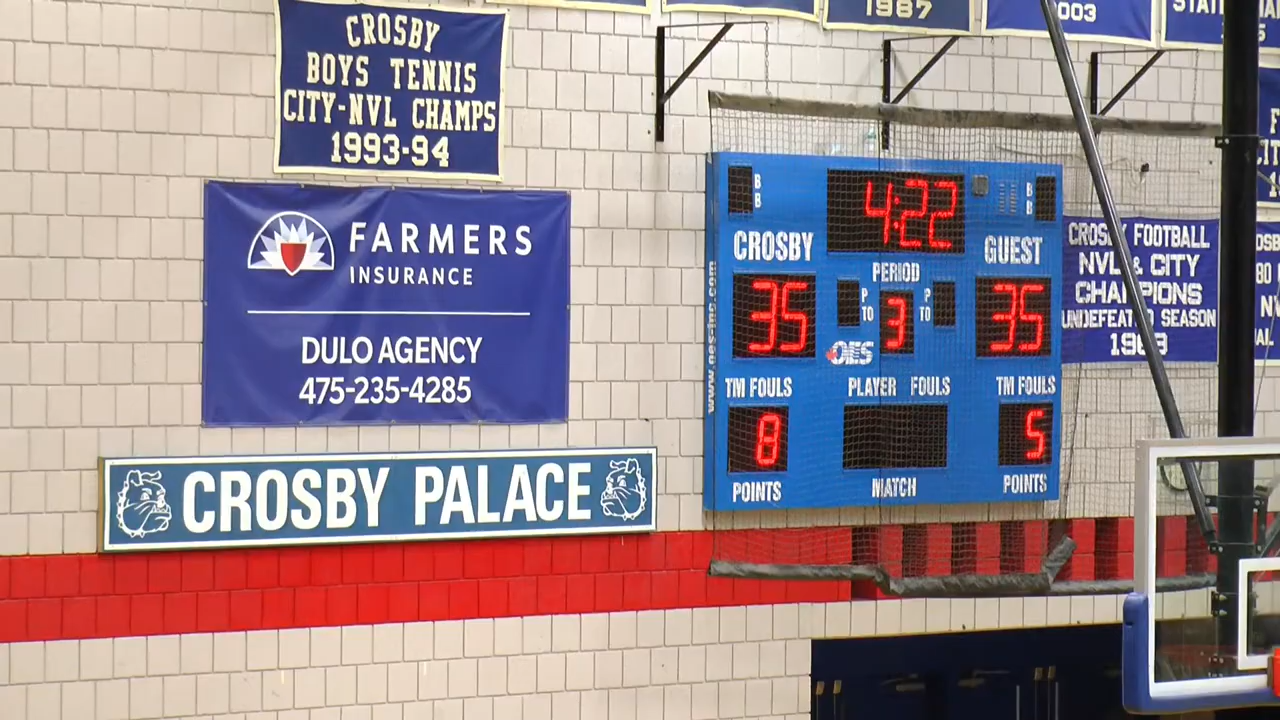 CROSBY
BOYS TENNIS
CITY-NVL CHAMPS
1993-94
1987
003
FARMERS
INSURANCE
DULO AGENCY
475-235-4285
CROSBY PALACE
B
B
4:22
B
B
CROSBY
GUEST
PERIOD
35
P
TO
3
P
TO
35
OES
www.oes-inc.com
TM FOULS
PLAYER FOULS
TM FOULS
8
5
POINTS
MATCH
POINTS
CROSBY FOOTBALL
NVL & CITY
CHAMPIONS
UNDEFEATED SEASON